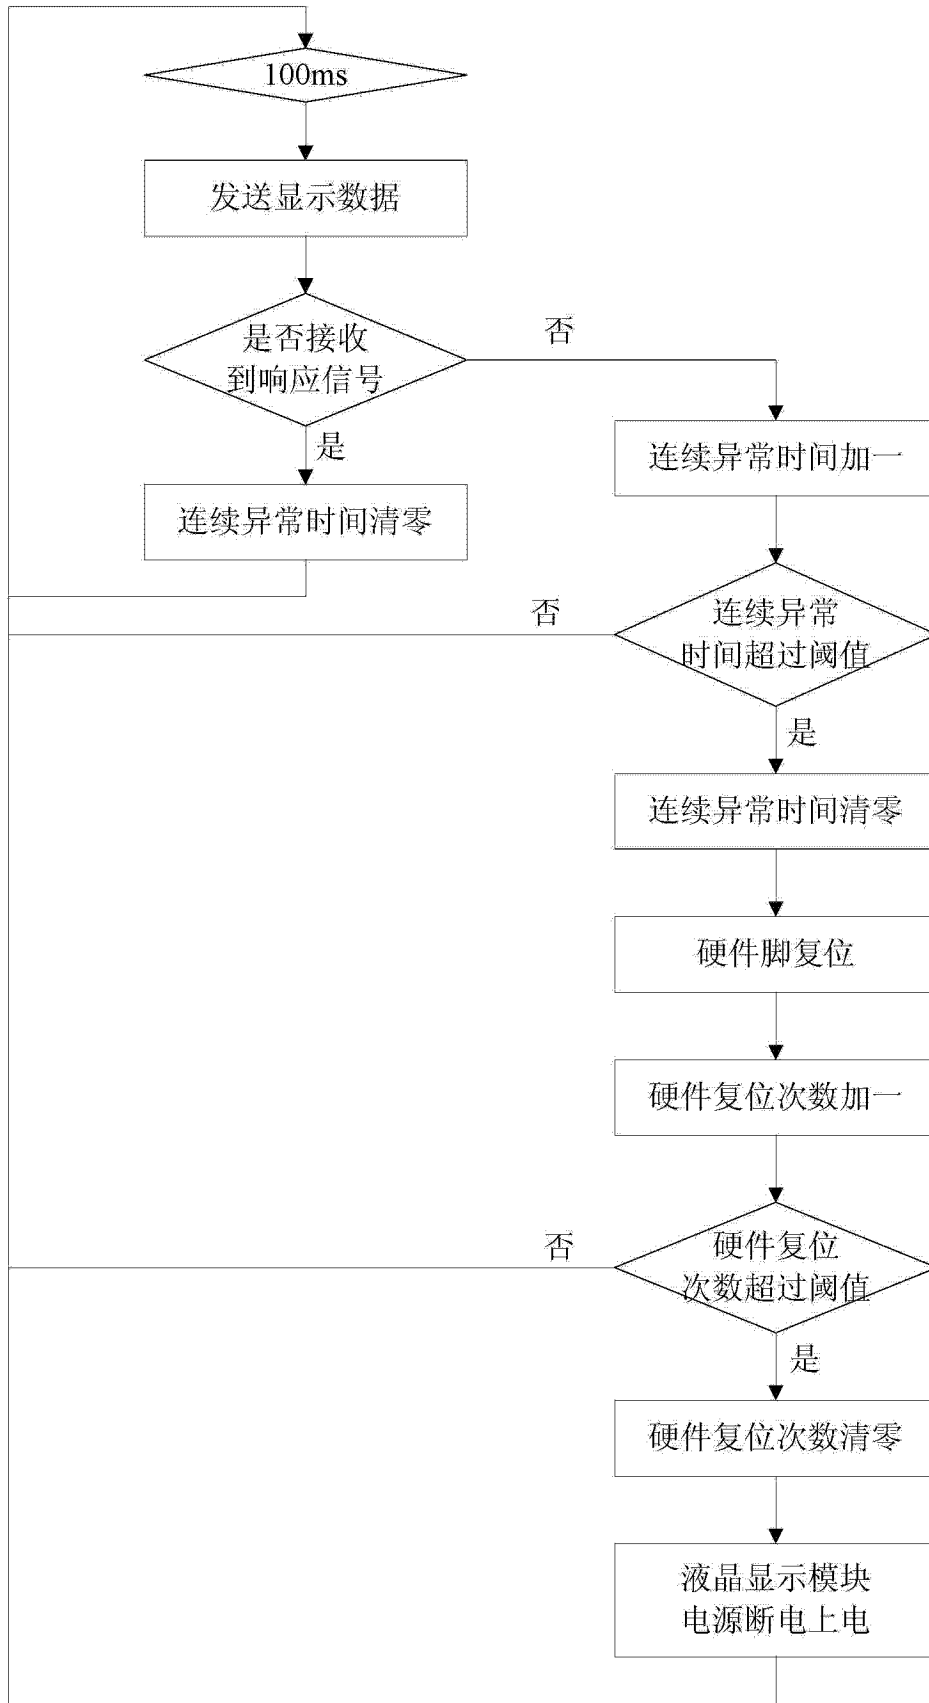 100ms
发送显示数据
是否接收
到响应信号
否
是
连续异常时间加一
连续异常时间清零
否
连续异常
时间超过阈值
是
连续异常时间清零
硬件脚复位
硬件复位次数加一
否
硬件复位
次数超过阈值
是
硬件复位次数清零
液晶显示模块
电源断电上电